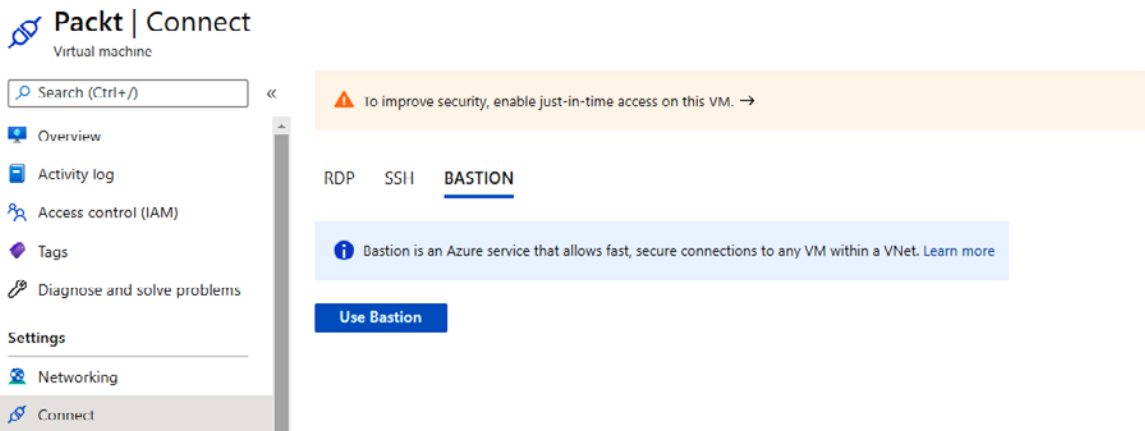 Packt | Connect
Virtual machine
Search (Ctrl+/)
«
Overview
Activity log
Access control (IAM)
Tags
Diagnose and solve problems
Settings
Networking
Connect
To improve security, enable just-in-time access on this VM. →
RDP SSH BASTION
Bastion is an Azure service that allows fast, secure connections to any VM within a VNet. Learn more
Use Bastion